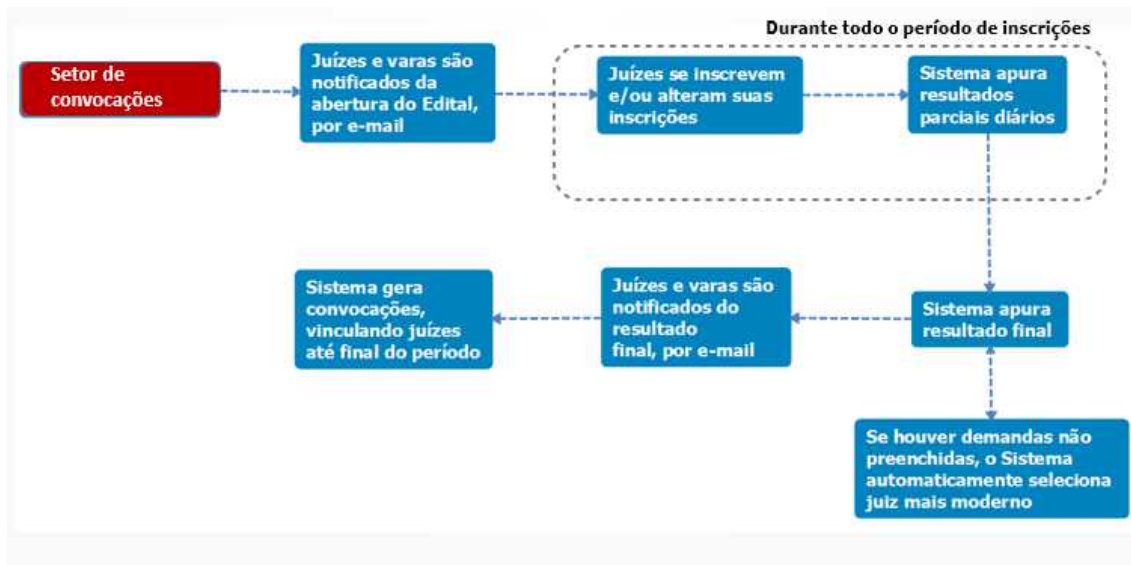 Durante todo o período de inscrições
Setor de
convocações
Juízes e varas são
notificados da
abertura do Edital,
por e-mail
Juízes se inscrevem
e/ou alteram suas
inscrições
Sistema apura
resultados
parciais diários
Sistema gera
convocações,
vinculando juízes
até final do período
Juízes e varas são
notificados do
resultado
final, por e-mail
Sistema apura
resultado final
Se houver demandas não
preenchidas, o Sistema
automaticamente seleciona
juiz mais moderno